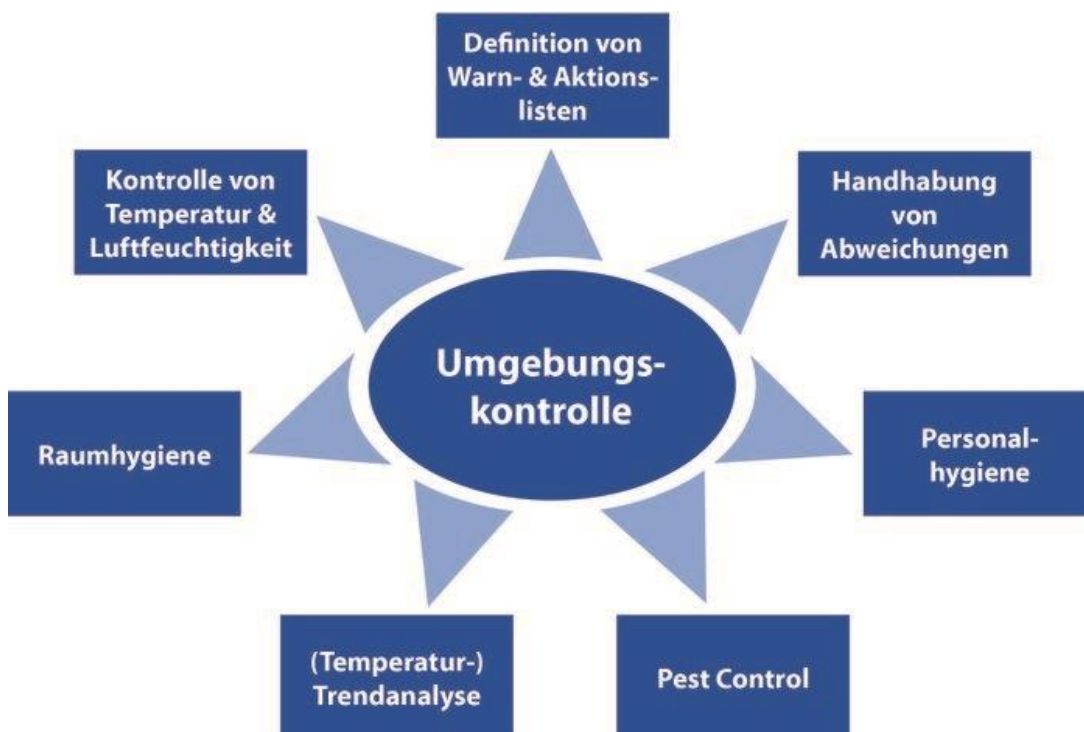 Definition von
Warn- & Aktions-
listen
Kontrolle von
Temperatur &
Luftfeuchtigkeit
Handhabung
von
Abweichungen
Umgebungs-
kontrolle
Raumhygiene
Personal-
hygiene
(Temperatur-)
Trendanalyse
Pest Control